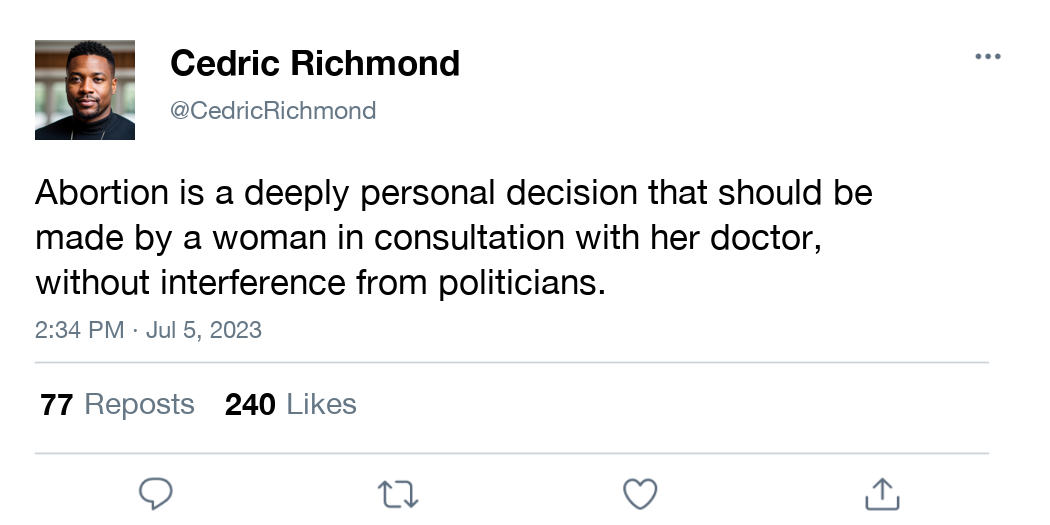 Cedric Richmond
@CedricRichmond
Abortion is a deeply personal decision that should be
made by a woman in consultation with her doctor,
without interference from politicians.
2:34 PM · Jul 5, 2023
77 Reposts 240 Likes